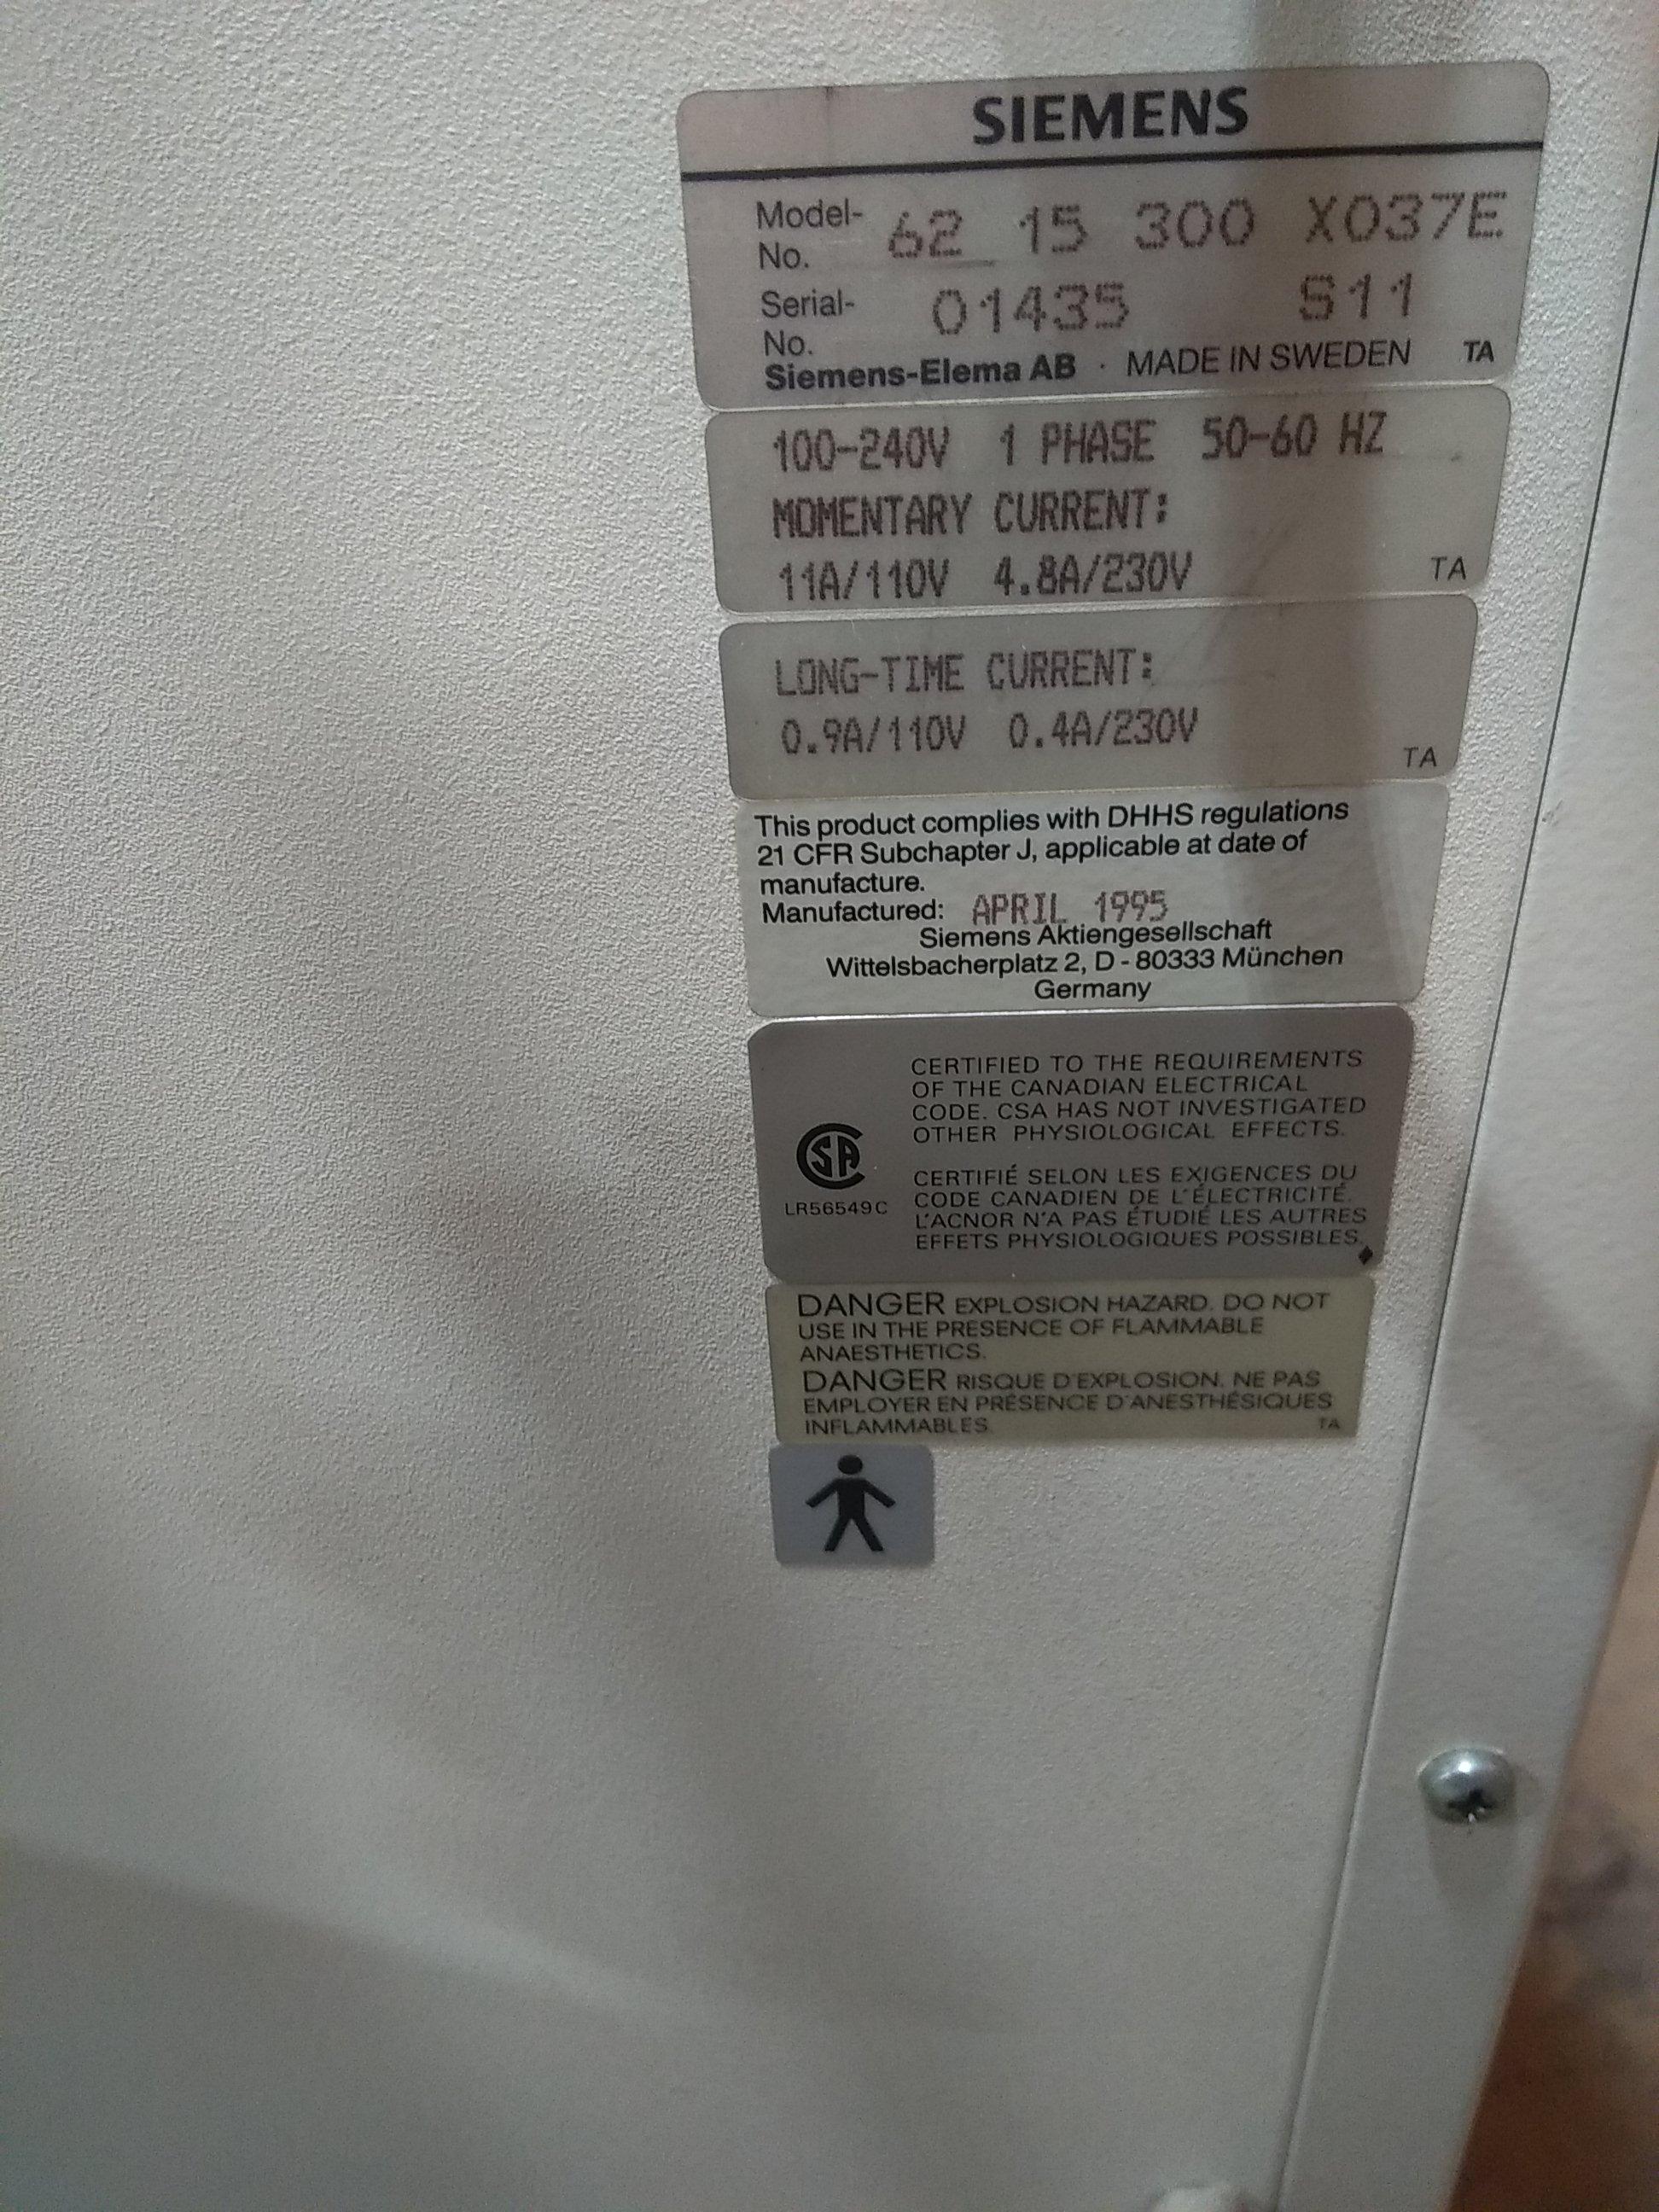 SIEMENS
Model-No. 62 15 300 X037E
Serial-No. 01435 S11
Siemens-Elema AB · MADE IN SWEDEN TA
100-240V 1 PHASE 50-60 HZ
MOMENTARY CURRENT:
11A/110V 4.8A/230V TA
LONG-TIME CURRENT:
0.9A/110V 0.4A/230V
TA
This product complies with DHHS regulations
21 CFR Subchapter J, applicable at date of
manufacture.
Manufactured: APRIL 1995
Siemens Aktiengesellschaft
Wittelsbacherplatz 2, D - 80333 München
Germany
CERTIFIED TO THE REQUIREMENTS
OF THE CANADIAN ELECTRICAL
CODE. CSA HAS NOT INVESTIGATED
OTHER PHYSIOLOGICAL EFFECTS.
CSA
LR56549C
CERTIFIÉ SELON LES EXIGENCES DU
CODE CANADIEN DE L'ÉLECTRICITÉ.
L'ACNOR N'A PAS ÉTUDIÉ LES AUTRES
EFFETS PHYSIOLOGIQUES POSSIBLES.
DANGER EXPLOSION HAZARD. DO NOT
USE IN THE PRESENCE OF FLAMMABLE
ANAESTHETICS.
DANGER RISQUE D'EXPLOSION. NE PAS
EMPLOYER EN PRÉSENCE D'ANESTHÉSIQUES
INFLAMMABLES. TA